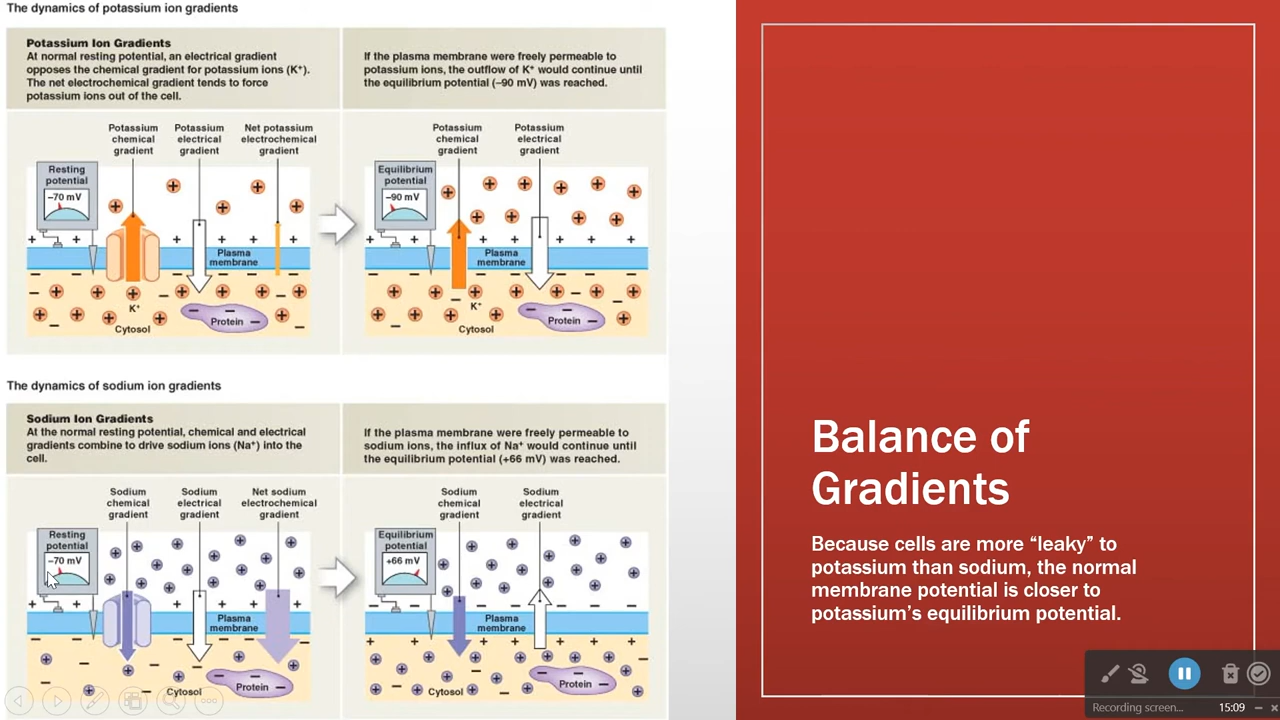 The dynamics of potassium ion gradients
Potassium Ion Gradients
At normal resting potential, an electrical gradient
opposes the chemical gradient for potassium ions (K⁺).
The net electrochemical gradient tends to force
potassium ions out of the cell.
If the plasma membrane were freely permeable to
potassium ions, the outflow of K⁺ would continue until
the equilibrium potential (–90 mV) was reached.
Potassium
chemical
gradient
Potassium
electrical
gradient
Net potassium
electrochemical
gradient
Resting
potential
–70 mV
Plasma
membrane
K⁺
Protein
Cytosol
Potassium
chemical
gradient
Potassium
electrical
gradient
Equilibrium
potential
–90 mV
Plasma
membrane
K⁺
Protein
Cytosol
The dynamics of sodium ion gradients
Sodium Ion Gradients
At the normal resting potential, chemical and electrical
gradients combine to drive sodium ions (Na⁺) into the
cell.
If the plasma membrane were freely permeable to
sodium ions, the influx of Na⁺ would continue until
the equilibrium potential (+66 mV) was reached.
Sodium
chemical
gradient
Sodium
electrical
gradient
Net sodium
electrochemical
gradient
Resting
potential
–70 mV
Plasma
membrane
Cytosol
Protein
Sodium
chemical
gradient
Sodium
electrical
gradient
Equilibrium
potential
+66 mV
Plasma
membrane
Cytosol
Protein
Balance of
Gradients
Because cells are more “leaky” to
potassium than sodium, the normal
membrane potential is closer to
potassium’s equilibrium potential.
Recording screen... 15:09